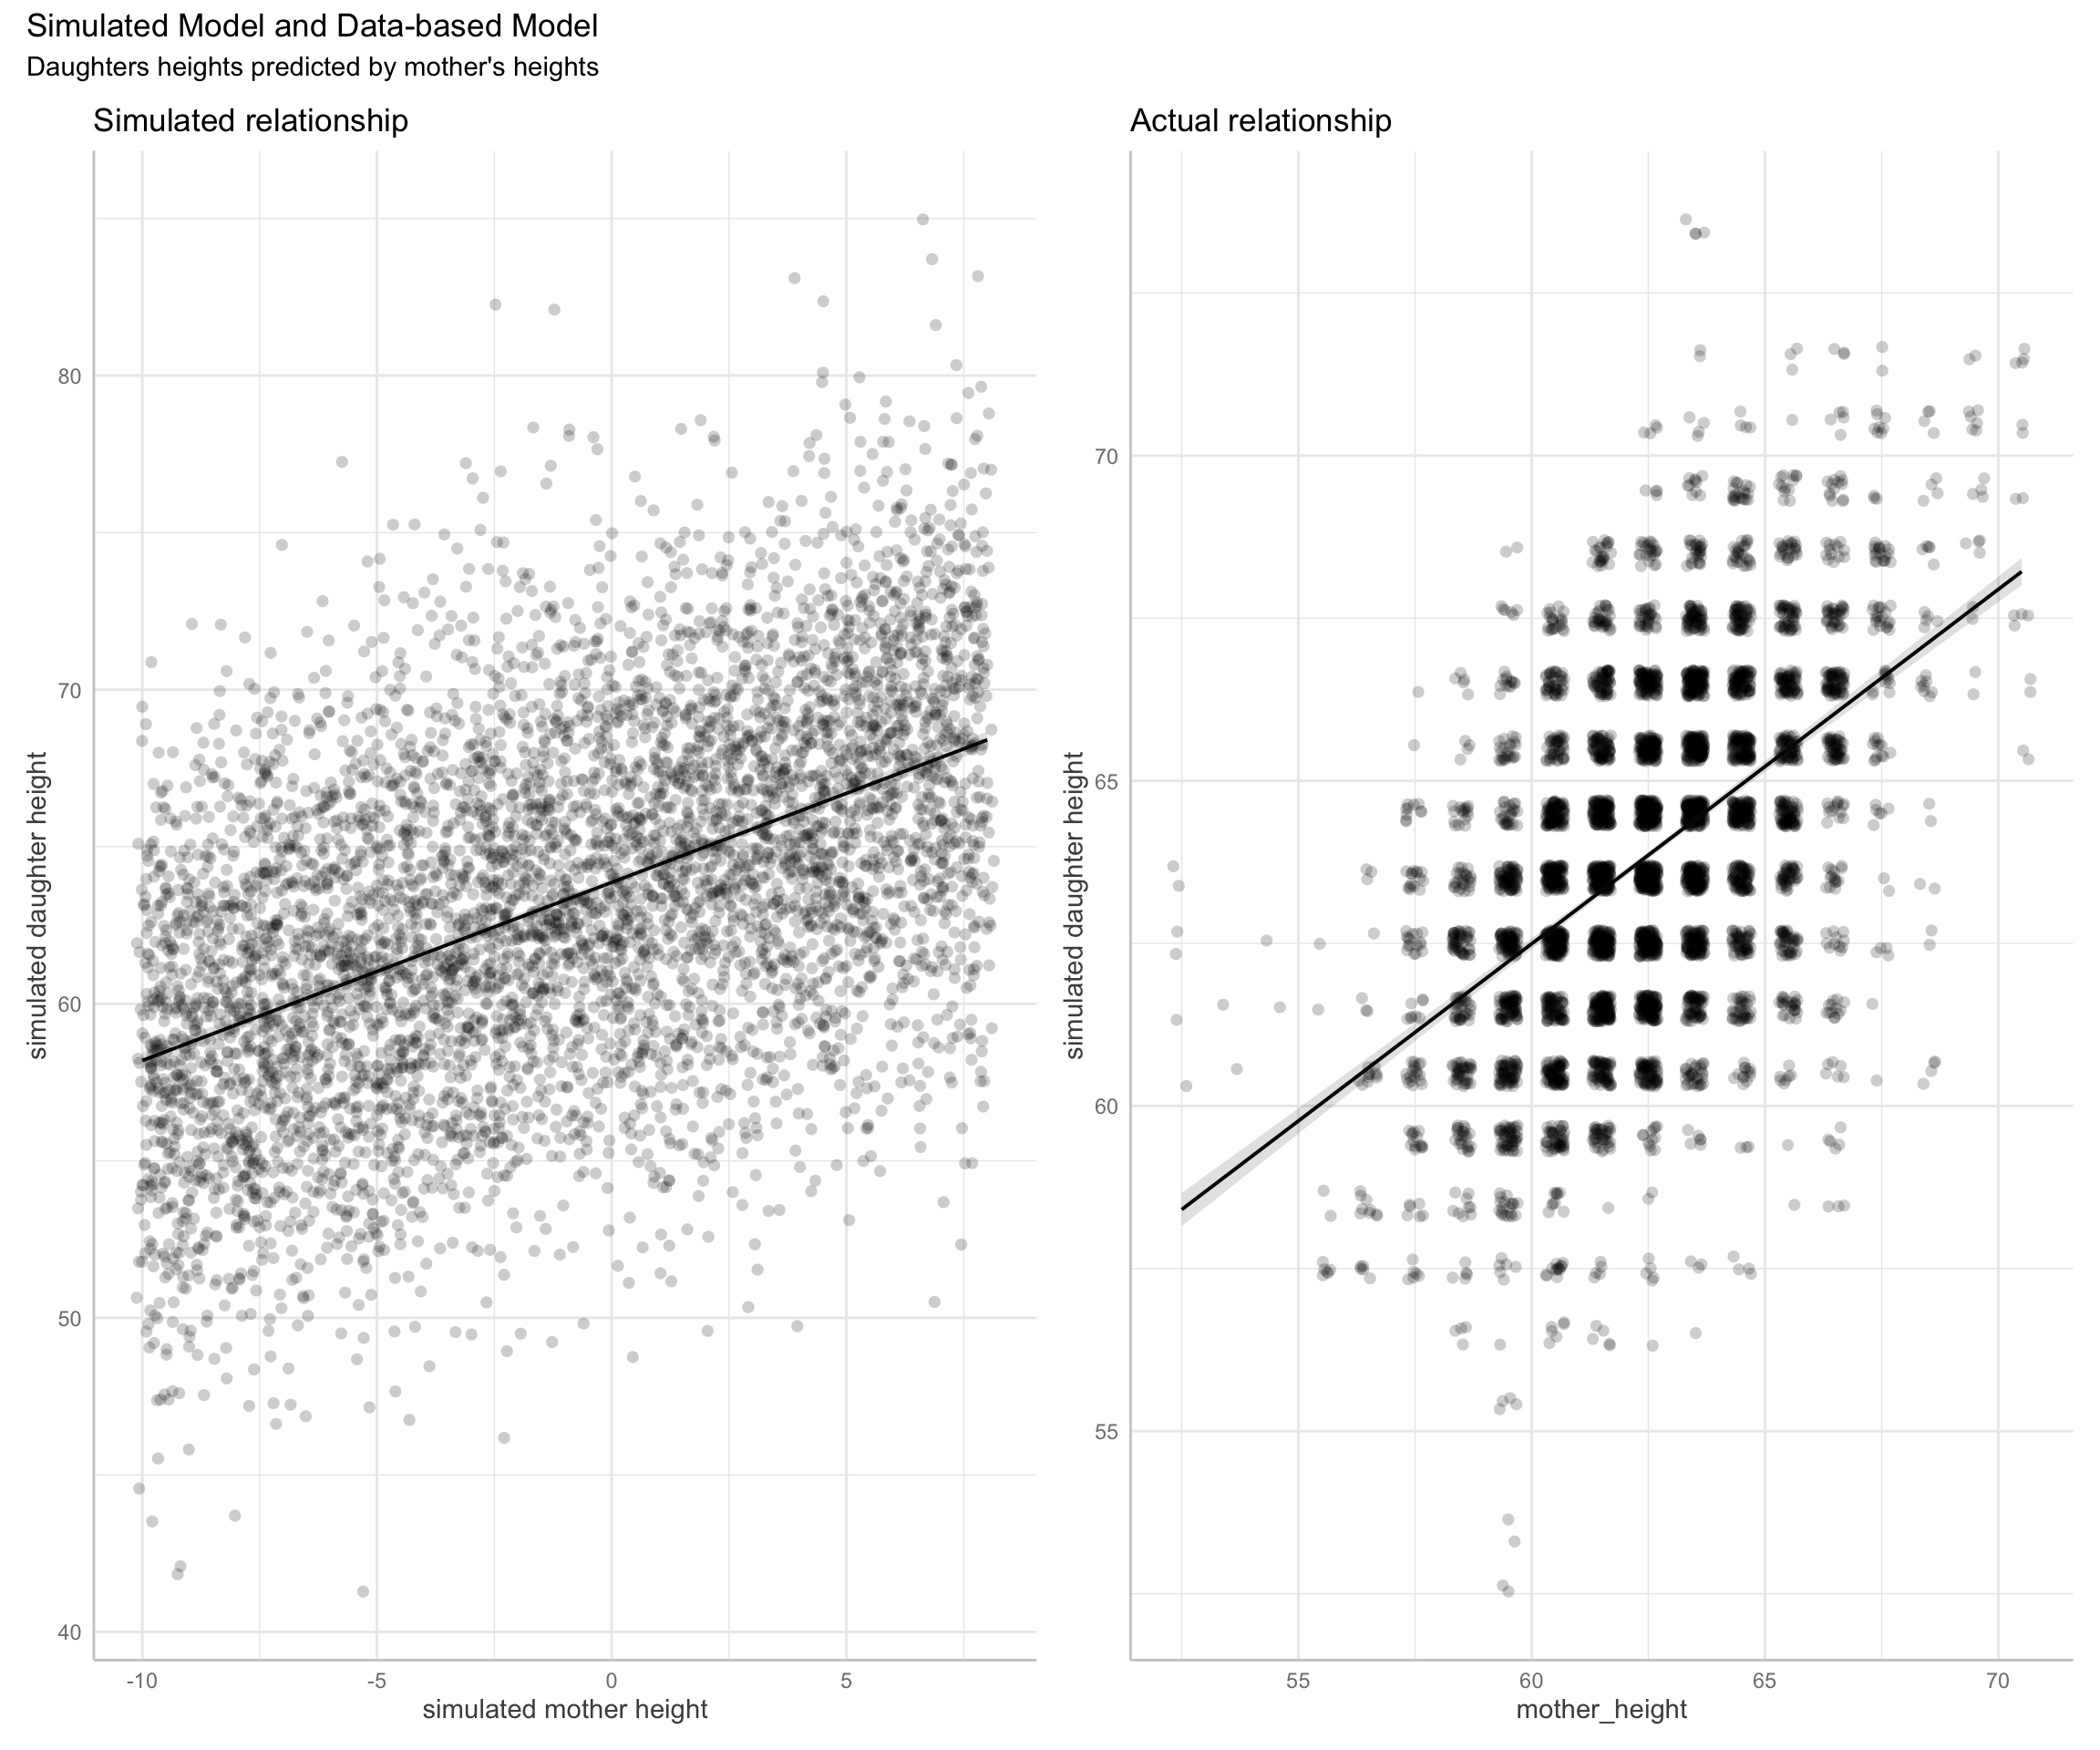 Simulated Model and Data-based Model
Daughters heights predicted by mother's heights
Simulated relationship
80
70
60
50
40
simulated daughter height
-10 -5 0 5
simulated mother height
Actual relationship
70
65
60
55
simulated daughter height
55 60 65 70
mother_height